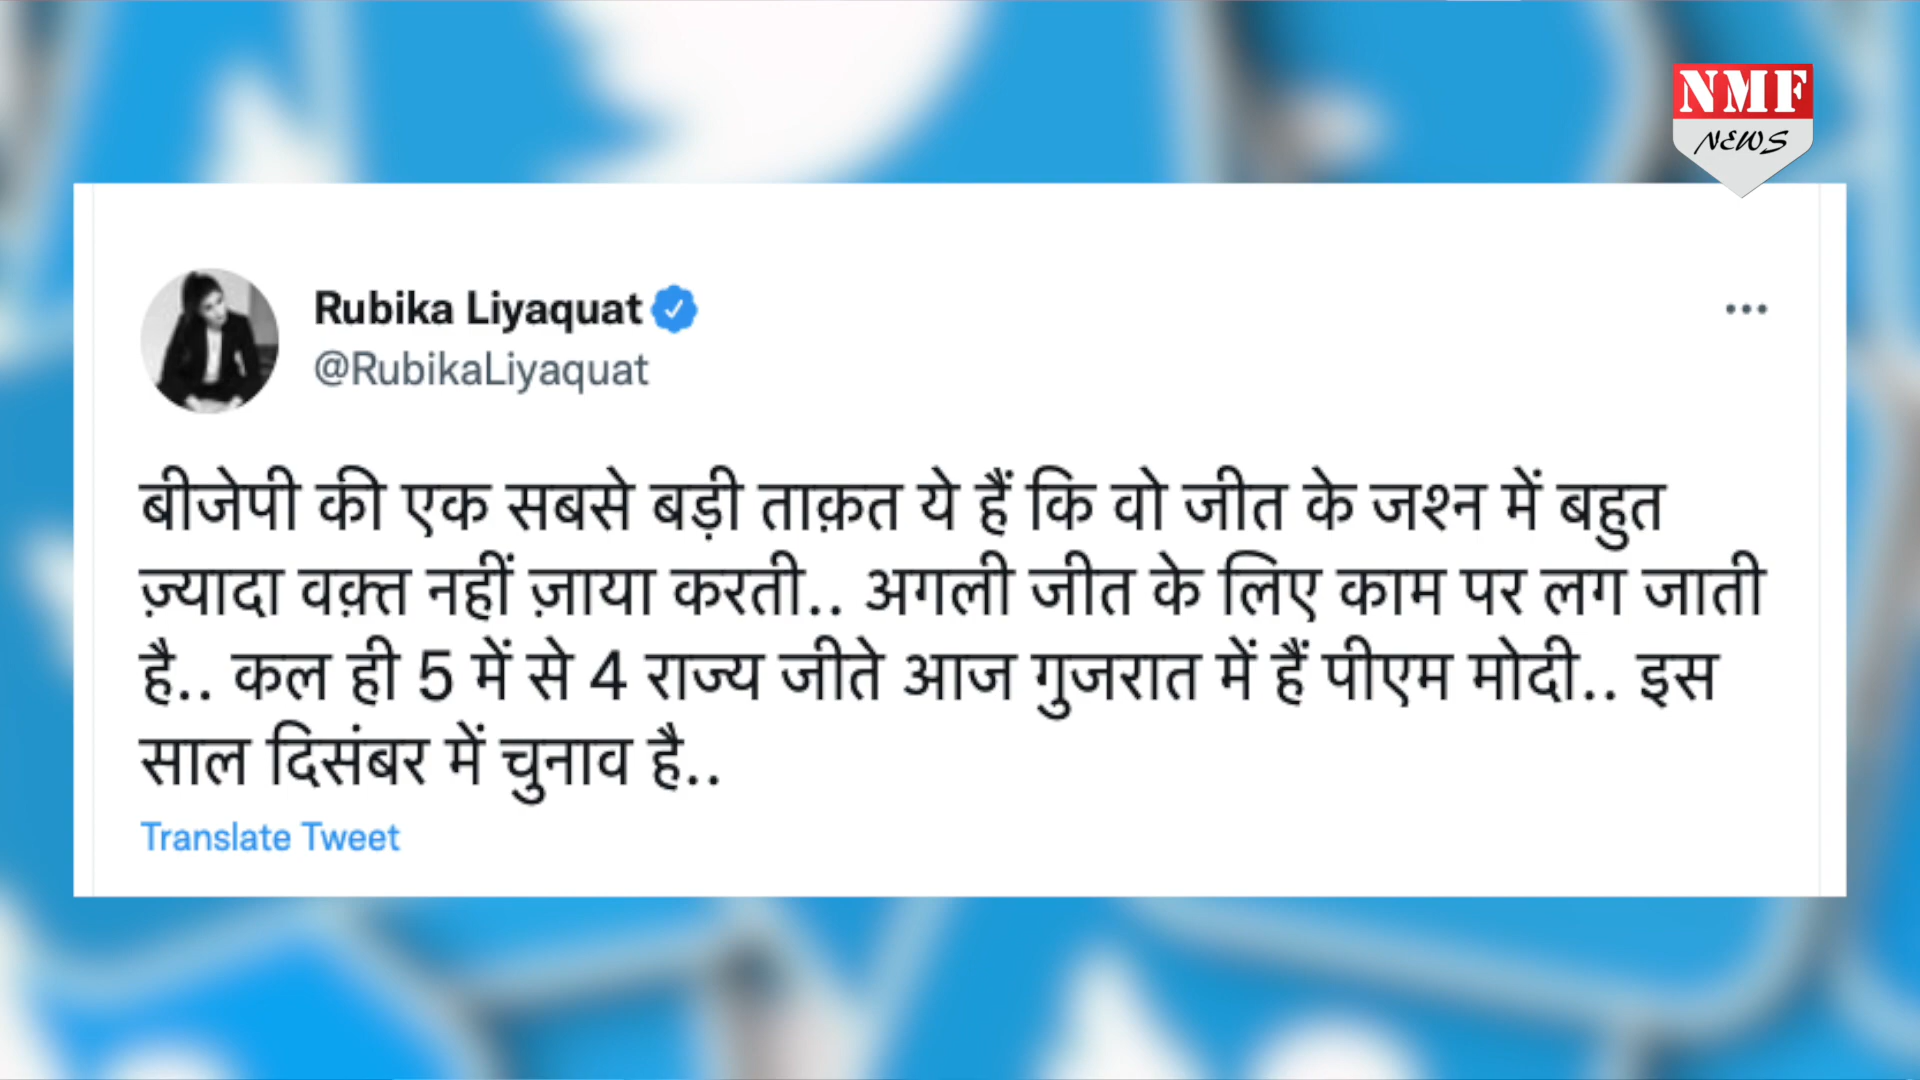 NMF
NEWS
Rubika Liyaquat
@RubikaLiyaquat
बीजेपी की एक सबसे बड़ी ताक़त ये हैं कि वो जीत के जश्न में बहुत
ज़्यादा वक़्त नहीं ज़ाया करती.. अगली जीत के लिए काम पर लग जाती
है.. कल ही 5 में से 4 राज्य जीते आज गुजरात में हैं पीएम मोदी.. इस
साल दिसंबर में चुनाव है..
Translate Tweet